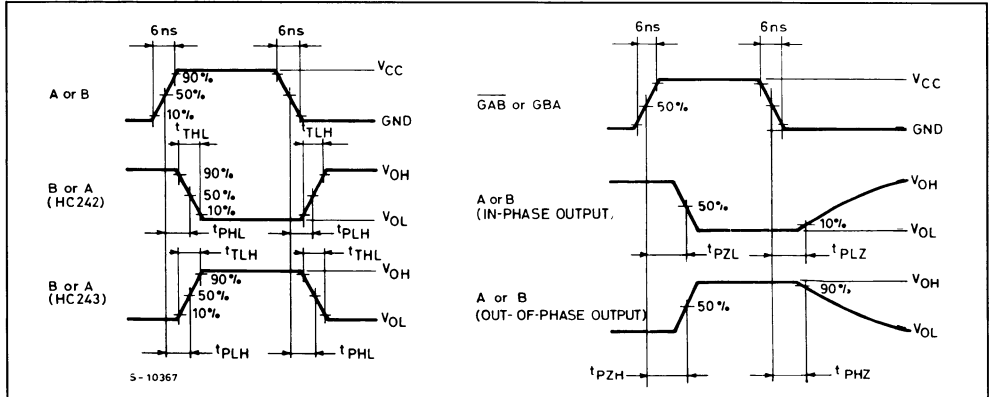 6ns 6ns
VCC
90%
A or B
50%
10%
GND
tTHL tTLH
VOH
B or A
(HC242)
90%
50%
10%
VOL
tPHL tPLH
tTLH tTHL
VOH
B or A
(HC243)
90%
50%
10%
VOL
tPLH tPHL
S-10367
6ns 6ns
VCC
G̅A̅B̅ or GBA
50%
GND
VOH
A or B
(IN-PHASE OUTPUT,
50%
10%
VOL
tPZL tPLZ
VOH
A or B
(OUT-OF-PHASE OUTPUT)
50%
90%
VOL
tPZH tPHZ